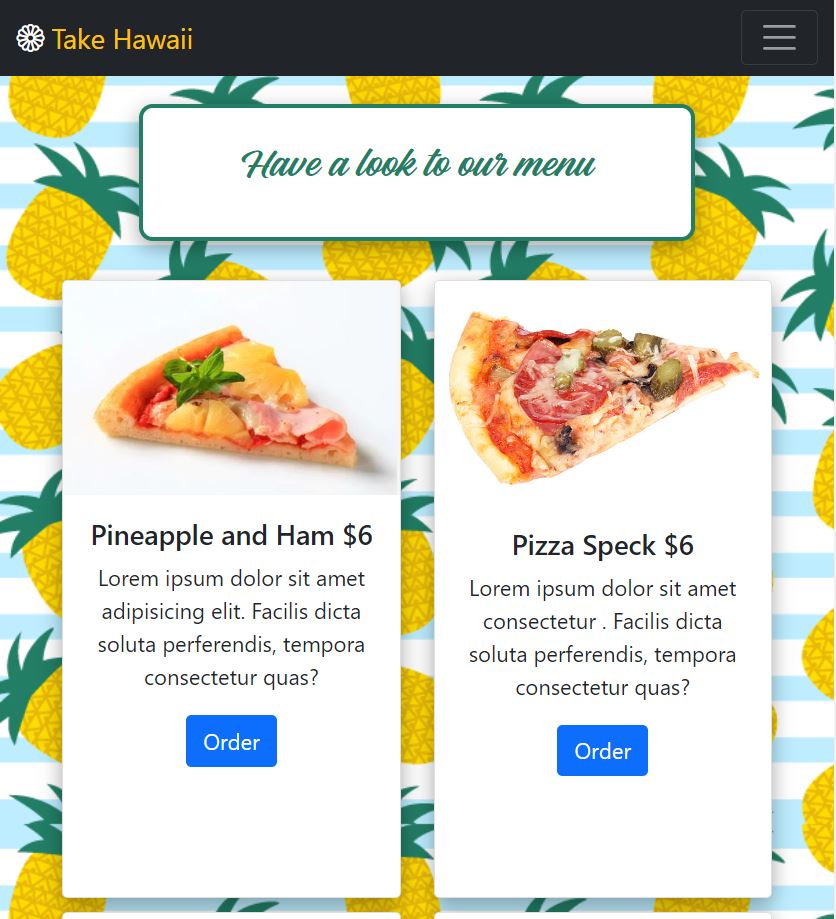 Take Hawaii
Have a look to our menu
Pineapple and Ham $6
Lorem ipsum dolor sit amet
adipisicing elit. Facilis dicta
soluta perferendis, tempora
consectetur quas?
Order
Pizza Speck $6
Lorem ipsum dolor sit amet
consectetur . Facilis dicta
soluta perferendis, tempora
consectetur quas?
Order